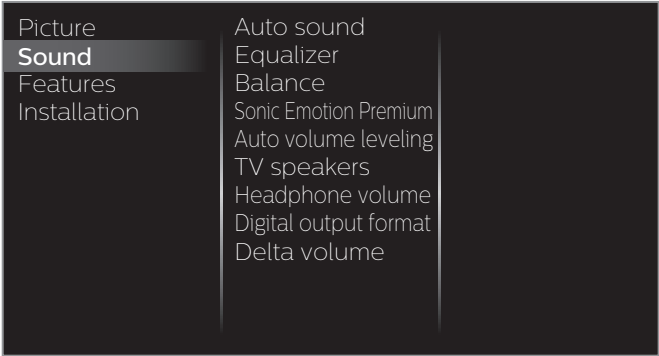 Picture
Sound
Features
Installation
Auto sound
Equalizer
Balance
Sonic Emotion Premium
Auto volume leveling
TV speakers
Headphone volume
Digital output format
Delta volume